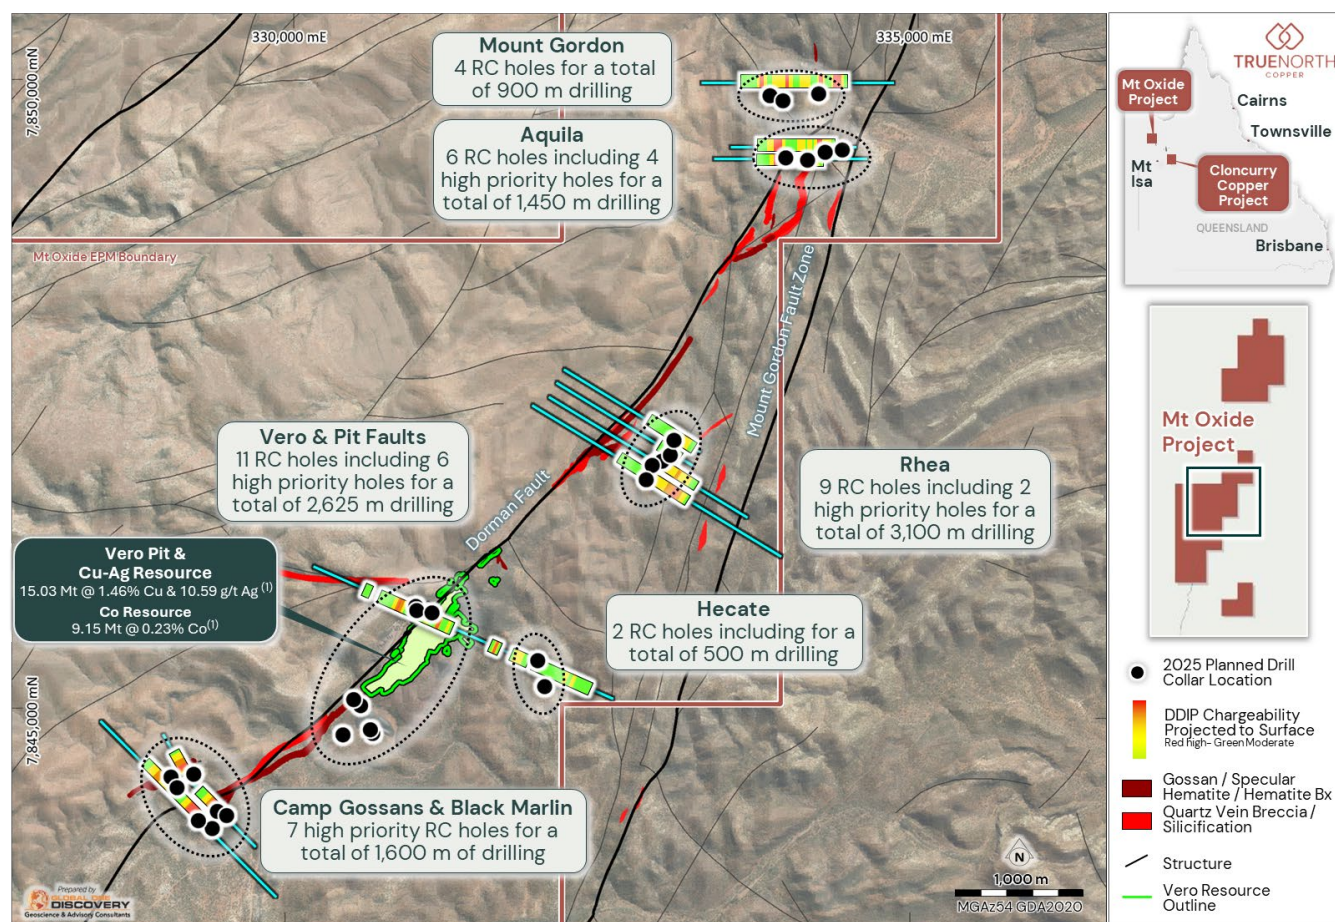 330,000 mE
335,000 mE
7,850,000 mN
7,845,000 mN
Mount Gordon
4 RC holes for a total
of 900 m drilling
Aquila
6 RC holes including 4
high priority holes for a
total of 1,450 m drilling
Mt Oxide EPM Boundary
Mount Gordon Fault Zone
Dorman Fault
Vero & Pit Faults
11 RC holes including 6
high priority holes for a
total of 2,625 m drilling
Rhea
9 RC holes including 2
high priority holes for a
total of 3,100 m drilling
Vero Pit &
Cu-Ag Resource
15.03 Mt @ 1.46% Cu & 10.59 g/t Ag (1)
Co Resource
9.15 Mt @ 0.23% Co(1)
Hecate
2 RC holes including for a
total of 500 m drilling
Camp Gossans & Black Marlin
7 high priority RC holes for a
total of 1,600 m of drilling
Prepared by
GLOBAL ORE
DISCOVERY
Geoscience & Advisory Consultants
N
1,000 m
MGAz54 GDA2020
TRUENORTH
COPPER
Mt Oxide
Project
Cairns
Townsville
Mt
Isa
Cloncurry
Copper
Project
QUEENSLAND
Brisbane
Mt Oxide
Project
2025 Planned Drill
Collar Location
DDIP Chargeability
Projected to Surface
Red high- Green Moderate
Gossan / Specular
Hematite / Hematite Bx
Quartz Vein Breccia /
Silicification
Structure
Vero Resource
Outline